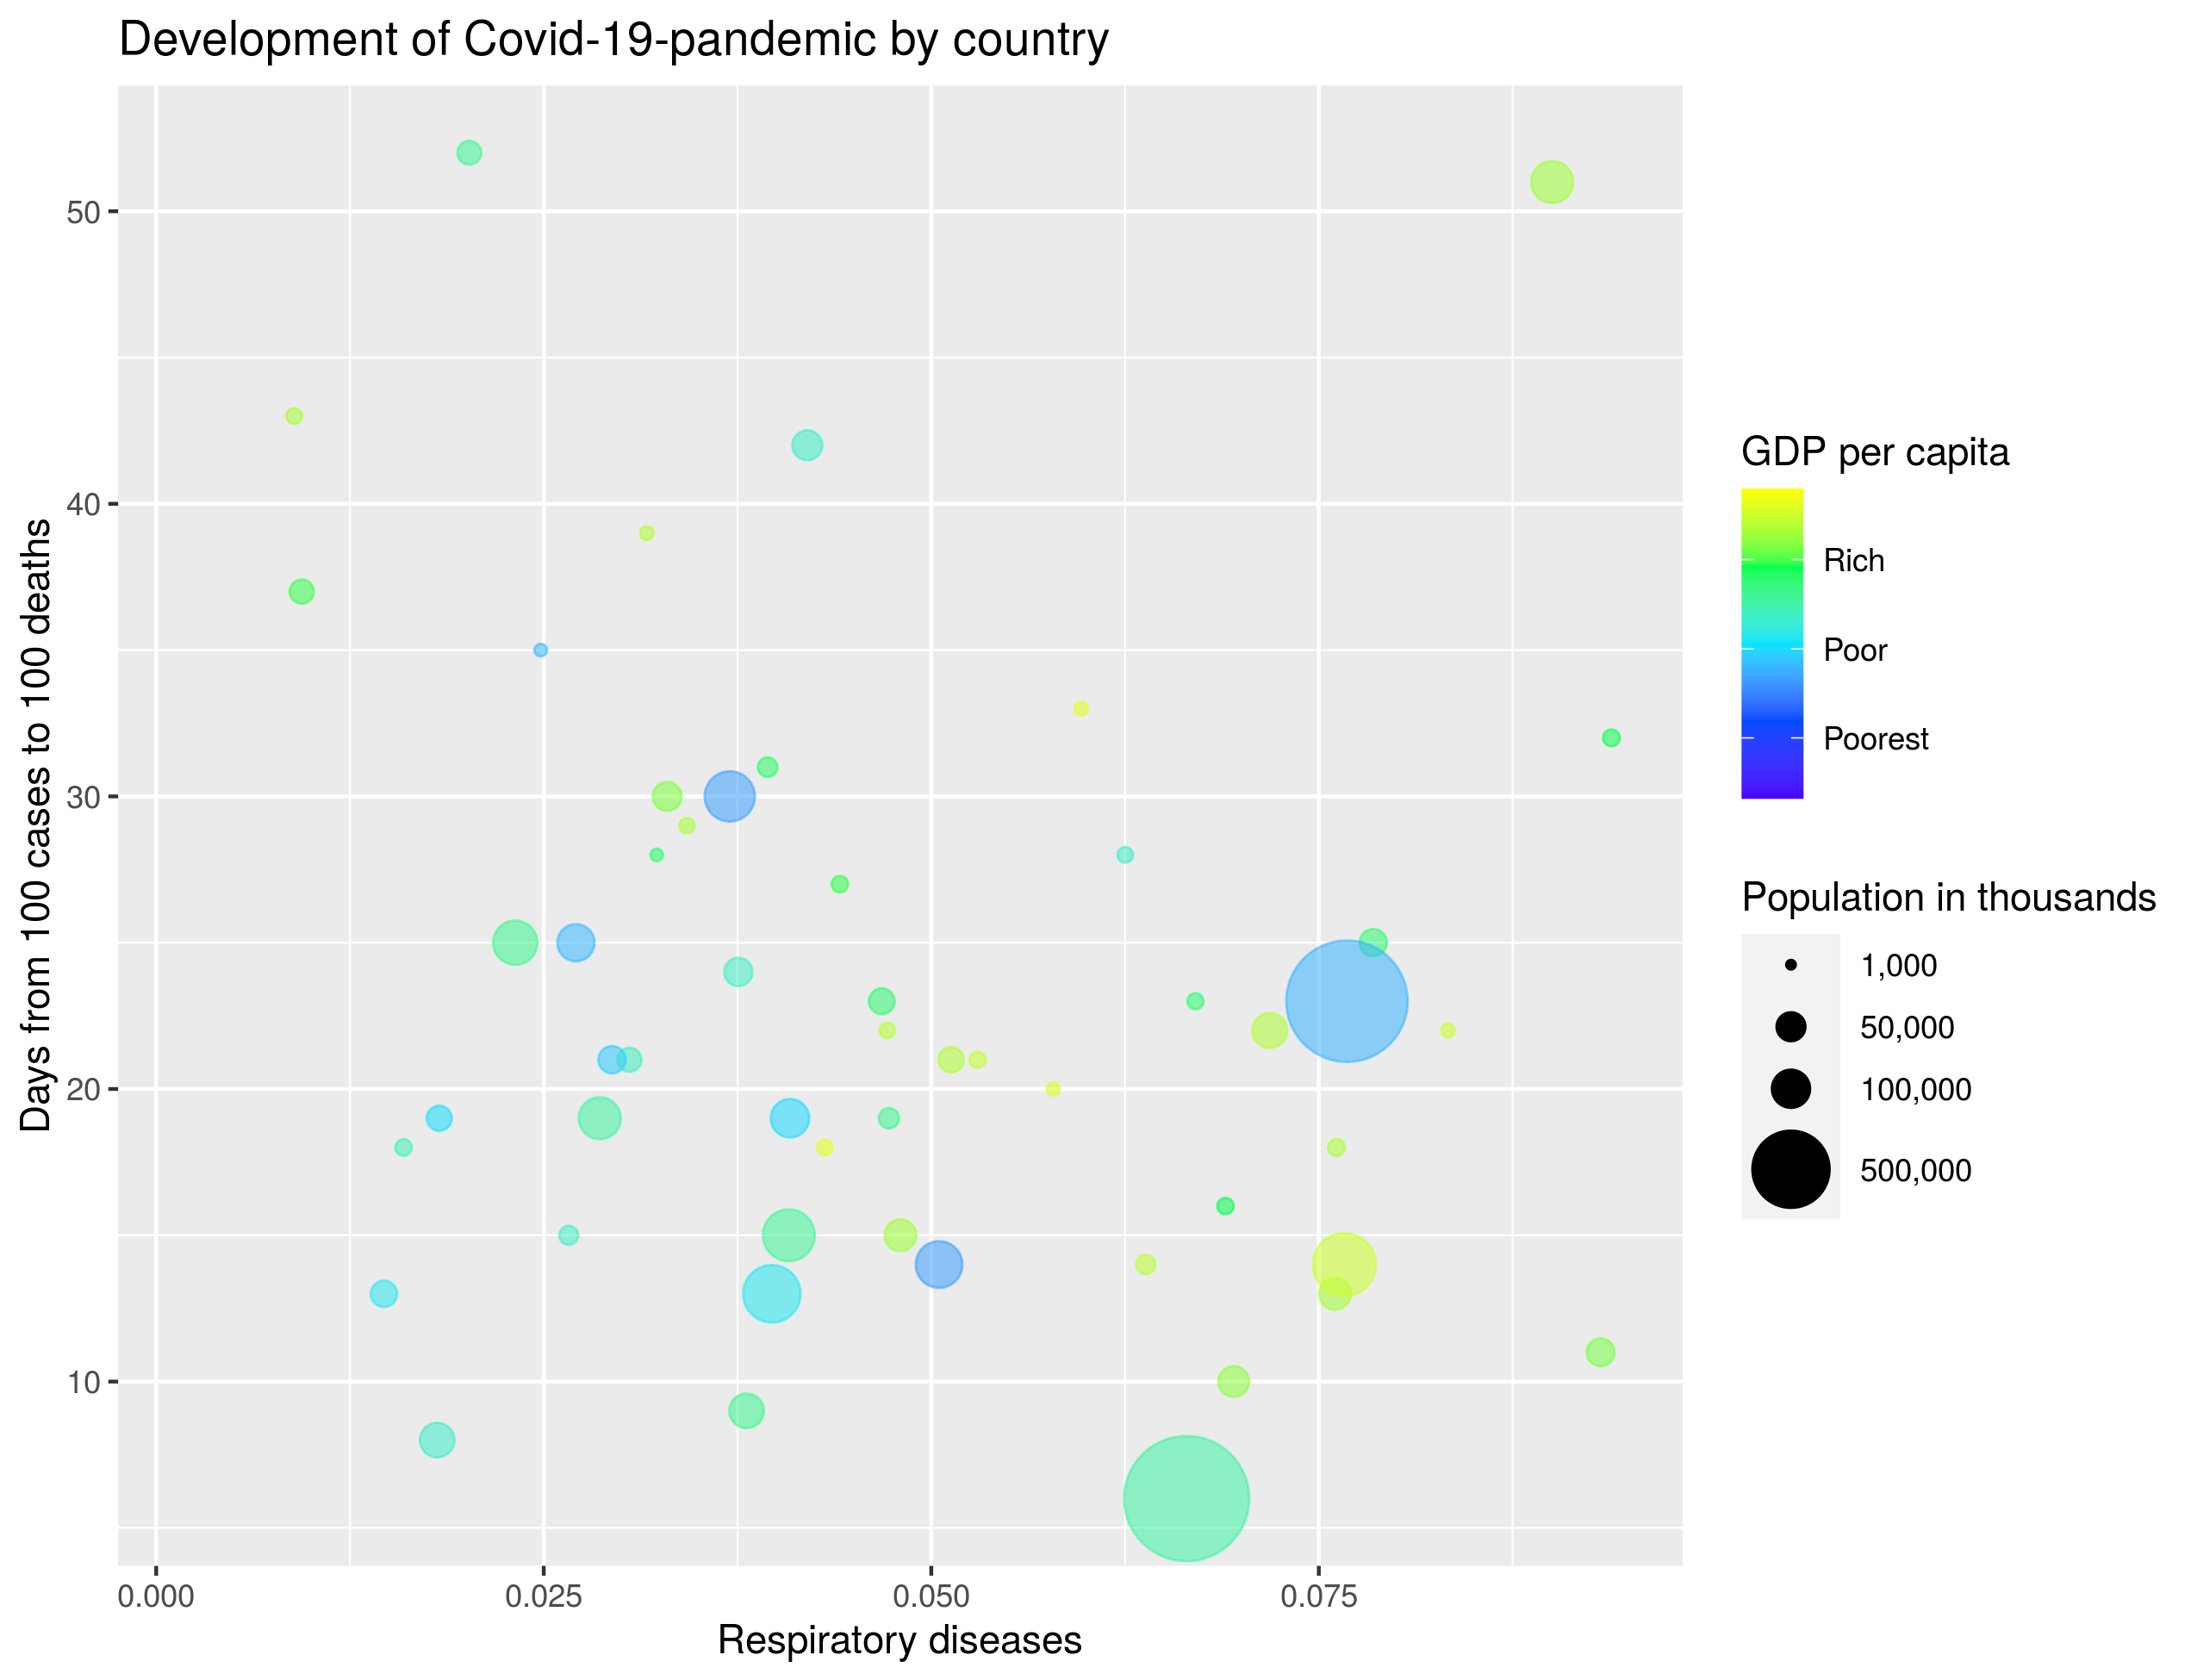 Development of Covid-19-pandemic by country
Days from 100 cases to 100 deaths
50
40
30
20
10
0.000
0.025
0.050
0.075
Respiratory diseases
GDP per capita
Rich
Poor
Poorest
Population in thousands
1,000
50,000
100,000
500,000